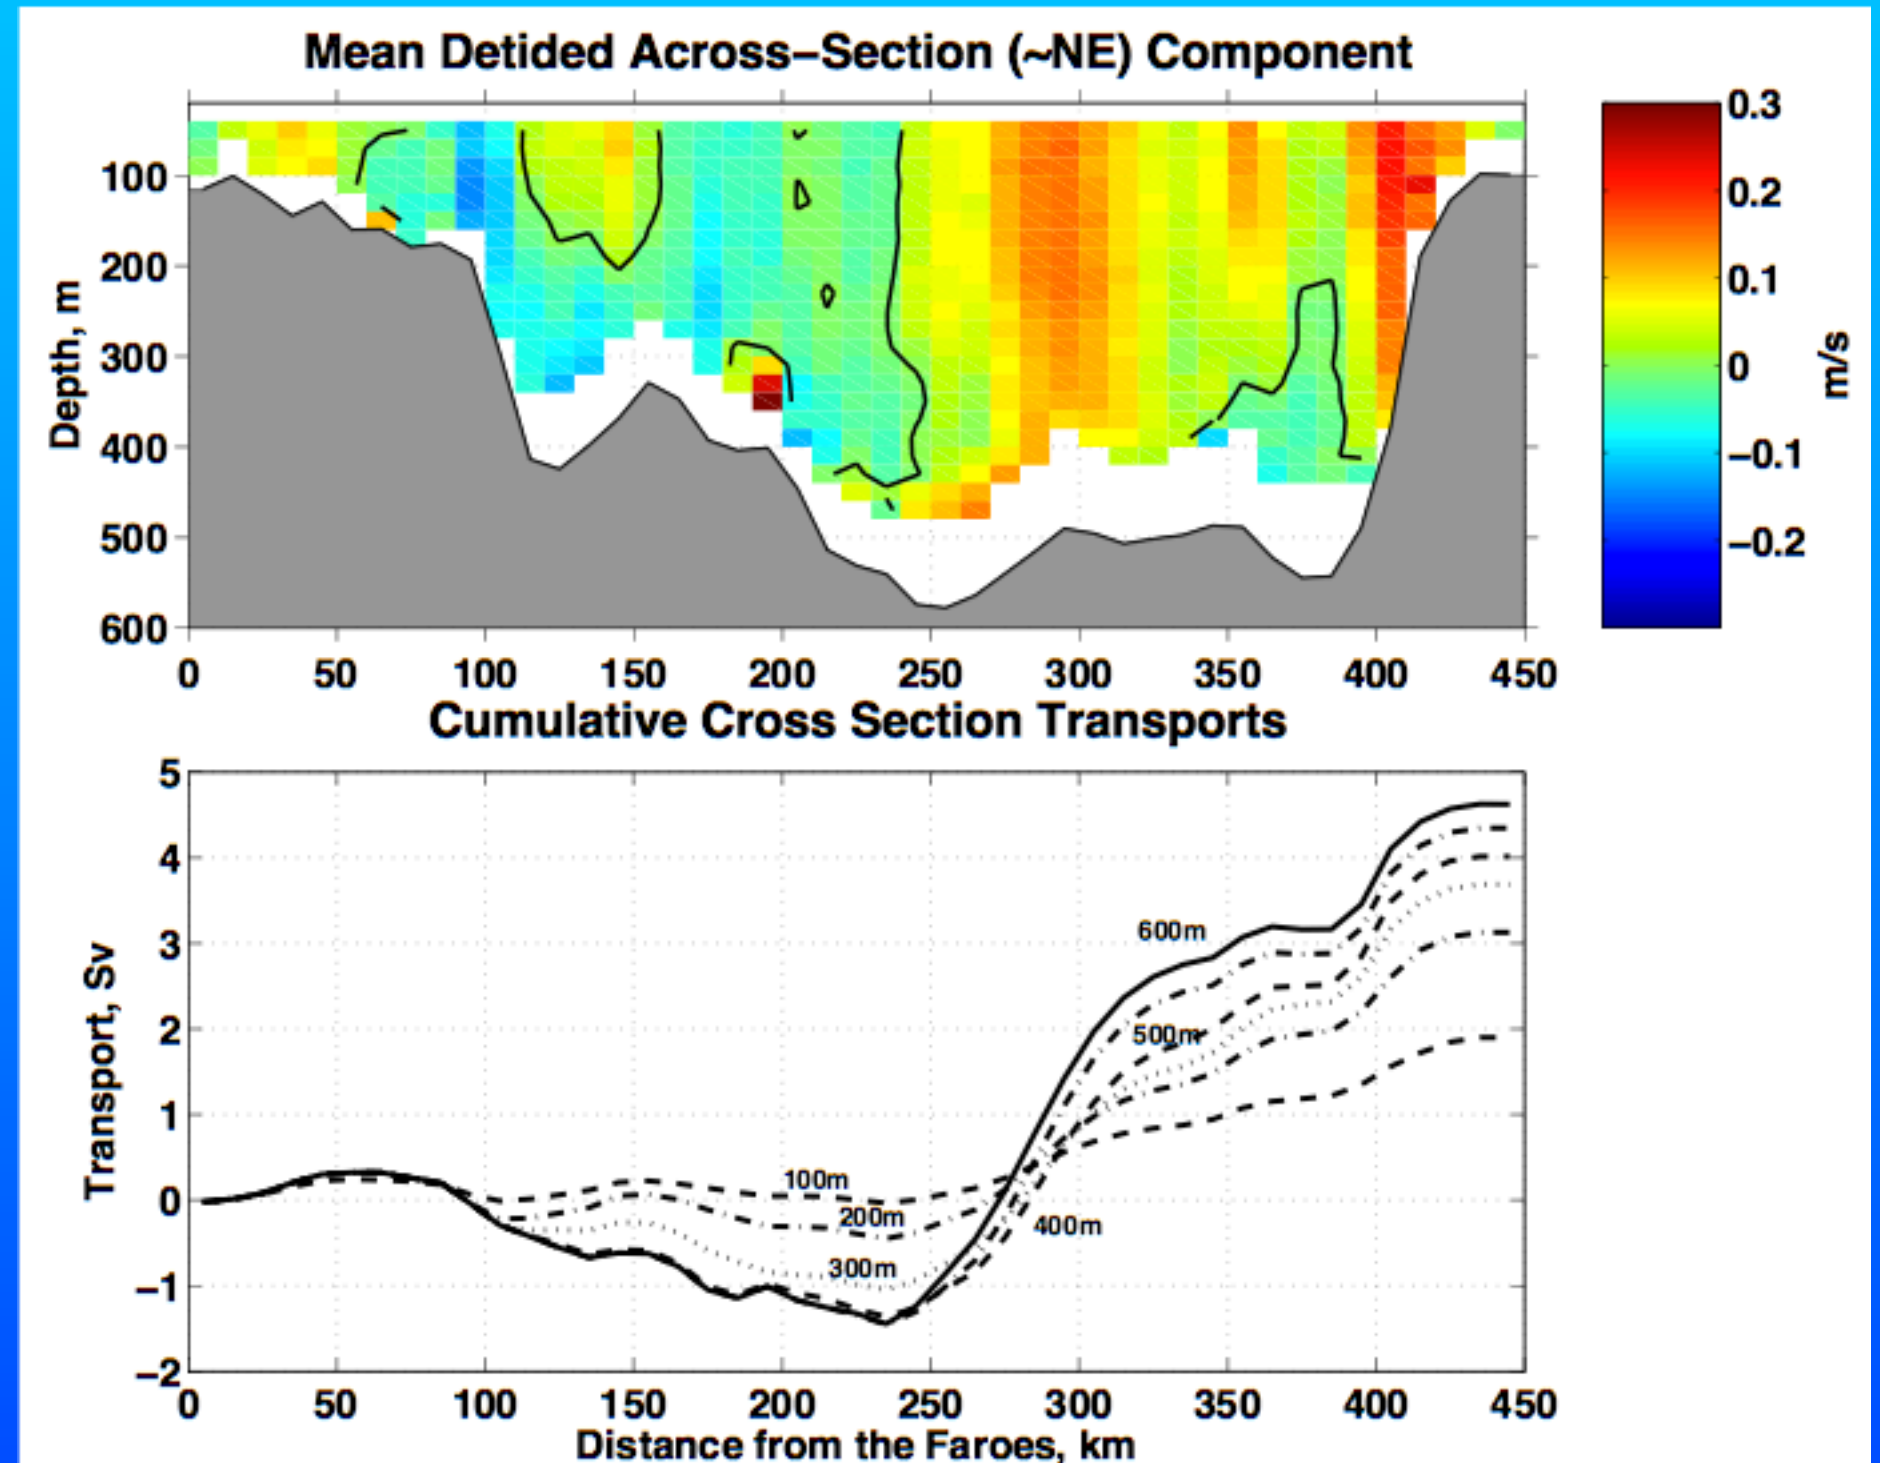 Mean Detided Across−Section (~NE) Component
Depth, m
100
200
300
400
500
600
0 50 100 150 200 250 300 350 400 450
0.3
0.2
0.1
0
−0.1
−0.2
m/s
Cumulative Cross Section Transports
Transport, Sv
5
4
3
2
1
0
−1
−2
600m
500m
100m
200m
400m
300m
0 50 100 150 200 250 300 350 400 450
Distance from the Faroes, km